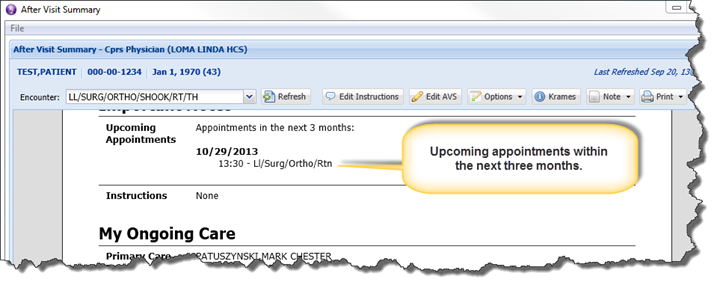 After Visit Summary
File
After Visit Summary - Cprs Physician (LOMA LINDA HCS)
TEST,PATIENT 000-00-1234 Jan 1, 1970 (43) Last Refreshed Sep 20, 13:
Encounter: LL/SURG/ORTHO/SHOOK/RT/TH Refresh Edit Instructions Edit AVS Options Krames Note Print
Important Notes
Upcoming Appointments in the next 3 months:
Appointments
10/29/2013
13:30 - Ll/Surg/Ortho/Rtn
Upcoming appointments within
the next three months.
Instructions None
My Ongoing Care
Primary Care PATUSZYNSKI,MARK CHESTER